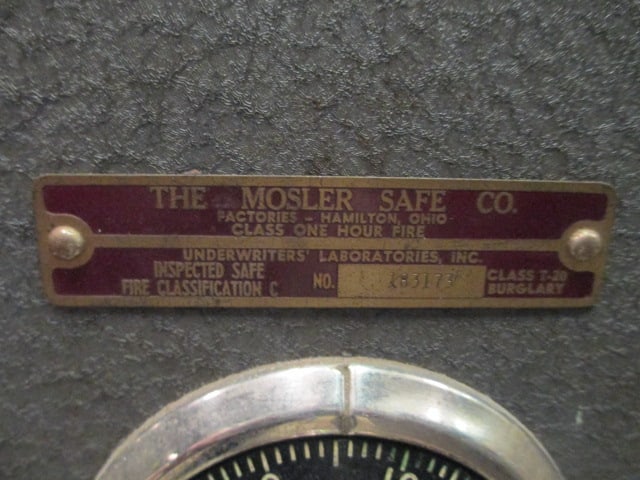 THE MOSLER SAFE CO.
FACTORIES - HAMILTON, OHIO
CLASS ONE HOUR FIRE
UNDERWRITERS' LABORATORIES, INC.
INSPECTED SAFE
FIRE CLASSIFICATION C
NO. 183173
CLASS T-20
BURGLARY